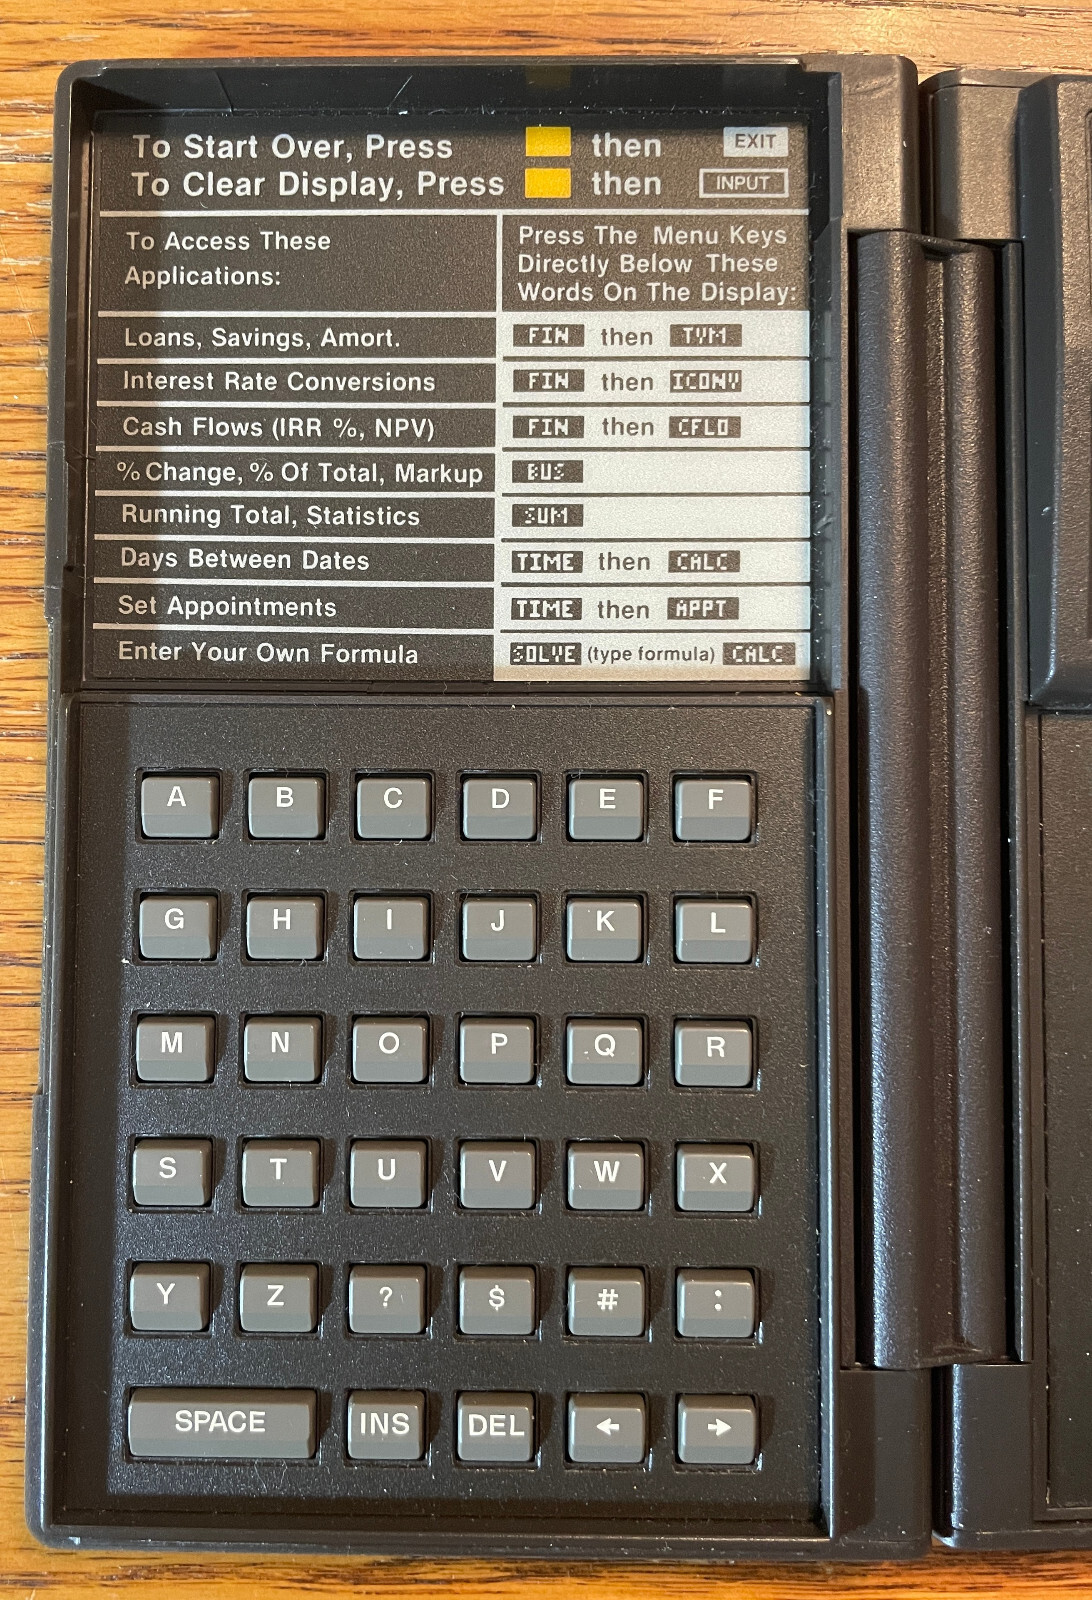 To Start Over, Press then EXIT
To Clear Display, Press then INPUT
To Access These
Applications:
Press The Menu Keys
Directly Below These
Words On The Display:
Loans, Savings, Amort. FIN then TVM
Interest Rate Conversions FIN then ICONV
Cash Flows (IRR %, NPV) FIN then CFLO
% Change, % Of Total, Markup BUS
Running Total, Statistics SUM
Days Between Dates TIME then CALC
Set Appointments TIME then APPT
Enter Your Own Formula SOLVE (type formula) CALC
A B C D E F
G H I J K L
M N O P Q R
S T U V W X
Y Z ? $ # :
SPACE INS DEL ← →